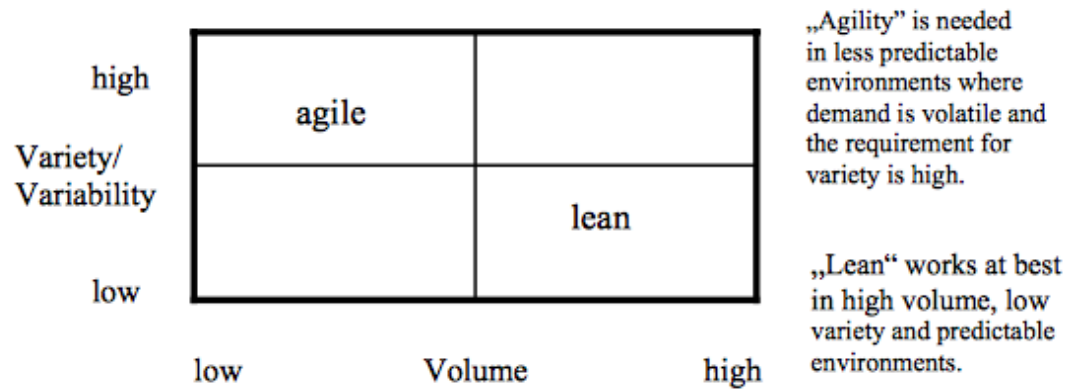 high
agile
Variety/
Variability
lean
low
low Volume high
„Agility” is needed
in less predictable
environments where
demand is volatile and
the requirement for
variety is high.
„Lean“ works at best
in high volume, low
variety and predictable
environments.